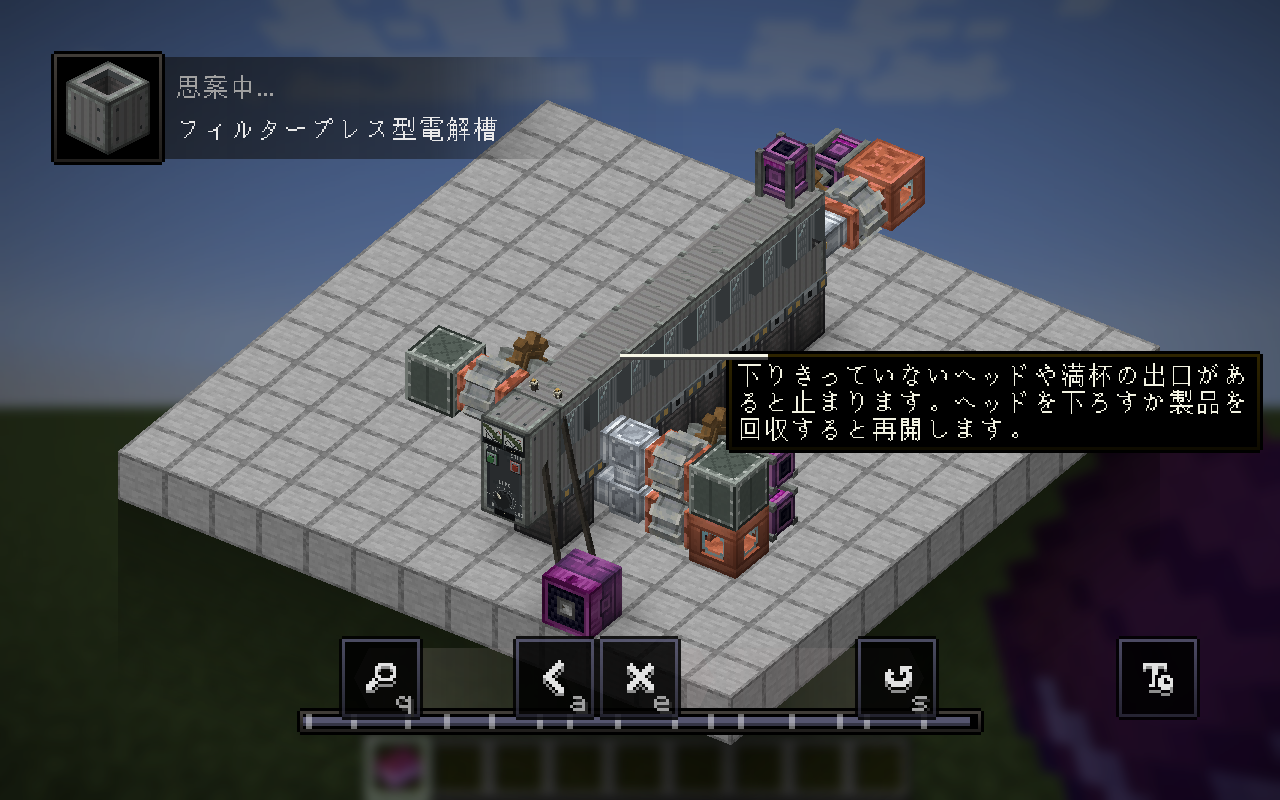 思案中...
フィルタープレス型電解槽
下りきっていないヘッドや満杯の出口があ
ると止まります。ヘッドを下ろすか製品を
回収すると再開します。
q
a
e
s